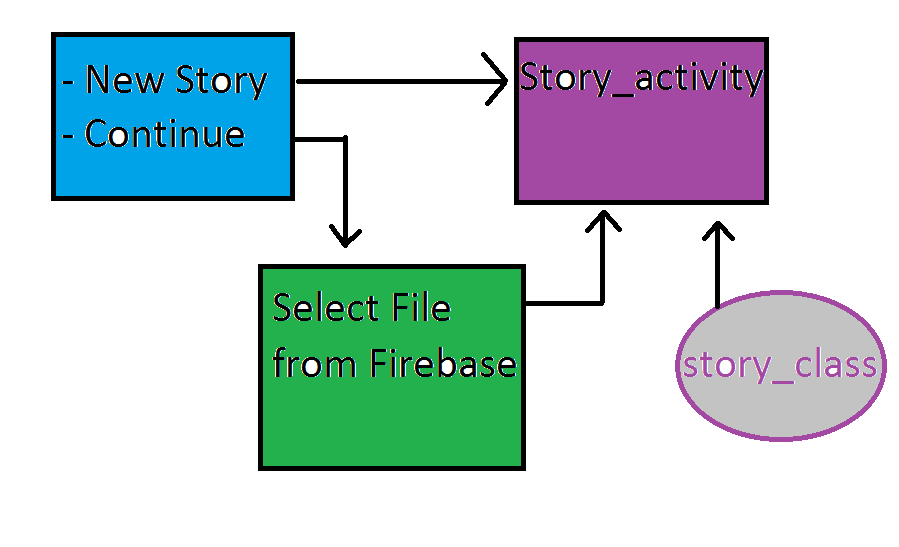 - New Story
- Continue
Story_activity
Select File
from Firebase
story_class